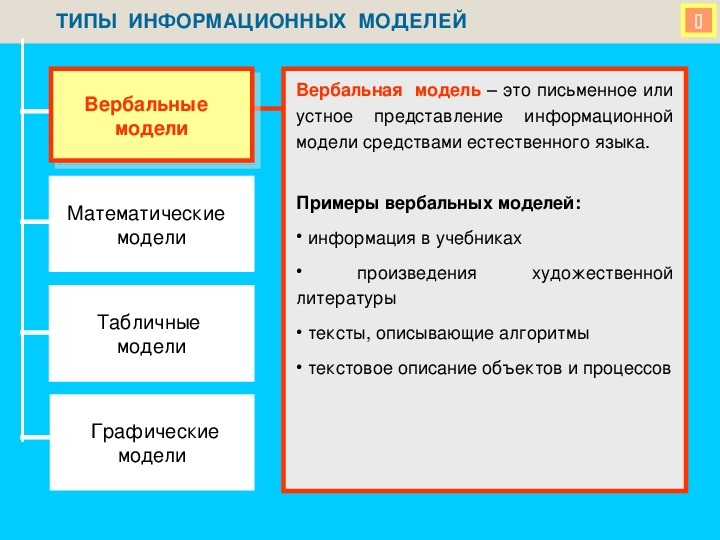 ТИПЫ ИНФОРМАЦИОННЫХ МОДЕЛЕЙ
Вербальные
модели
Математические
модели
Табличные
модели
Графические
модели
Вербальная модель – это письменное или
устное представление информационной
модели средствами естественного языка.
Примеры вербальных моделей:
• информация в учебниках
• произведения художественной
литературы
• тексты, описывающие алгоритмы
• текстовое описание объектов и процессов